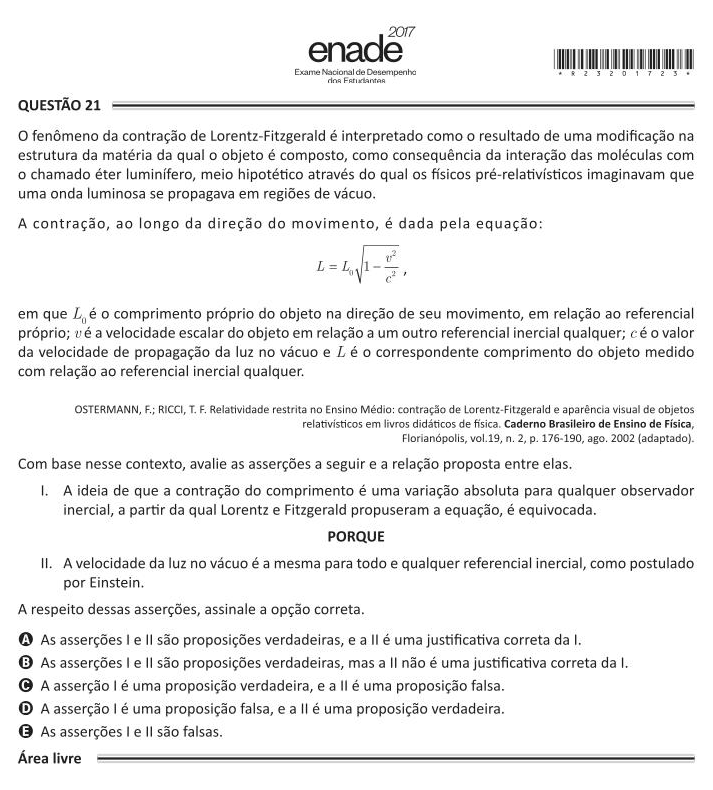 2017
enade
Exame Nacional de Desempenho
dos Estudantes
* R 2 3 2 0 1 7 2 3 *
QUESTÃO 21
O fenômeno da contração de Lorentz-Fitzgerald é interpretado como o resultado de uma modificação na
estrutura da matéria da qual o objeto é composto, como consequência da interação das moléculas com
o chamado éter luminífero, meio hipotético através do qual os físicos pré-relativísticos imaginavam que
uma onda luminosa se propagava em regiões de vácuo.
A contração, ao longo da direção do movimento, é dada pela equação:
L = L₀√(1 − v²/c²) ,
em que L₀ é o comprimento próprio do objeto na direção de seu movimento, em relação ao referencial
próprio; v é a velocidade escalar do objeto em relação a um outro referencial inercial qualquer; c é o valor
da velocidade de propagação da luz no vácuo e L é o correspondente comprimento do objeto medido
com relação ao referencial inercial qualquer.
OSTERMANN, F.; RICCI, T. F. Relatividade restrita no Ensino Médio: contração de Lorentz-Fitzgerald e aparência visual de objetos
relativísticos em livros didáticos de física. Caderno Brasileiro de Ensino de Física,
Florianópolis, vol.19, n. 2, p. 176-190, ago. 2002 (adaptado).
Com base nesse contexto, avalie as asserções a seguir e a relação proposta entre elas.
I. A ideia de que a contração do comprimento é uma variação absoluta para qualquer observador
inercial, a partir da qual Lorentz e Fitzgerald propuseram a equação, é equivocada.
PORQUE
II. A velocidade da luz no vácuo é a mesma para todo e qualquer referencial inercial, como postulado
por Einstein.
A respeito dessas asserções, assinale a opção correta.
A As asserções I e II são proposições verdadeiras, e a II é uma justificativa correta da I.
B As asserções I e II são proposições verdadeiras, mas a II não é uma justificativa correta da I.
C A asserção I é uma proposição verdadeira, e a II é uma proposição falsa.
D A asserção I é uma proposição falsa, e a II é uma proposição verdadeira.
E As asserções I e II são falsas.
Área livre